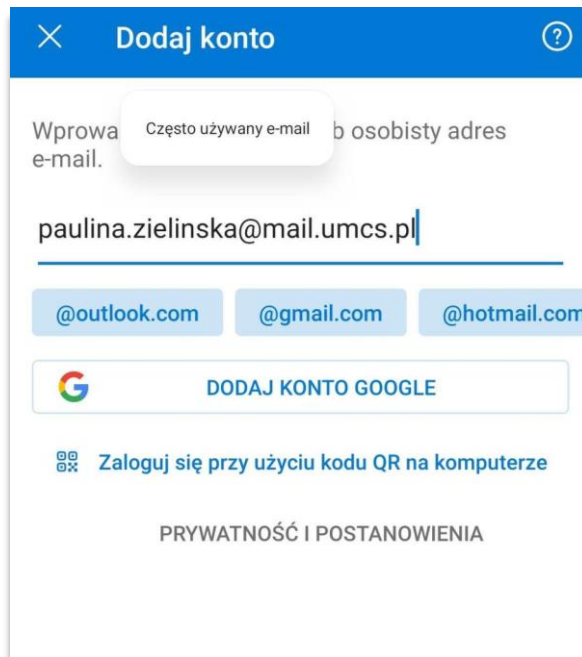 Dodaj konto
Często używany e-mail
Wprowa b osobisty adres
e-mail.
paulina.zielinska@mail.umcs.pl
@outlook.com @gmail.com @hotmail.com
DODAJ KONTO GOOGLE
Zaloguj się przy użyciu kodu QR na komputerze
PRYWATNOŚĆ I POSTANOWIENIA